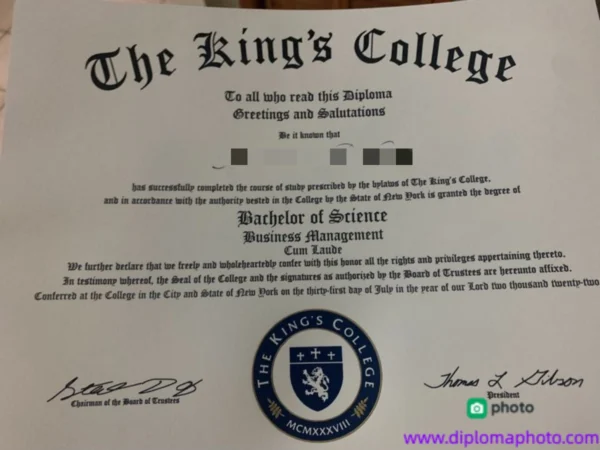 The King's College
To all who read this Diploma
Greetings and Salutations
Be it known that
has successfully completed the course of study prescribed by the bylaws of The King's College,
and in accordance with the authority vested in the College by the State of New York is granted the degree of
Bachelor of Science
Business Management
Cum Laude
We further declare that we freely and wholeheartedly confer with this honor all the rights and privileges appertaining thereto.
In testimony whereof, the Seal of the College and the signatures as authorized by the Board of Trustees are hereunto affixed.
Conferred at the College in the City and State of New York on the thirty-first day of July in the year of our Lord two thousand twenty-two
THE KING'S COLLEGE
MCMXXXVIII
Chairman of the Board of Trustees
Thomas L Gibson
President
photo
www.diplomaphoto.com